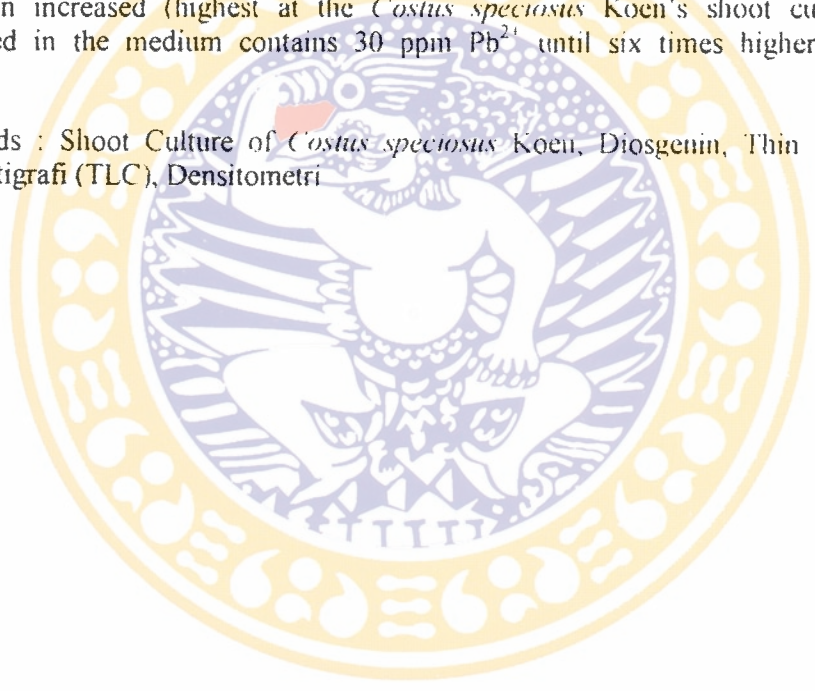 n increased (highest at the Costus speciosus Koen's shoot cu
ed in the medium contains 30 ppm Pb²⁺ until six times higher
ds : Shoot Culture of Costus speciosus Koen, Diosgenin, Thin
tigrafi (TLC), Densitometri